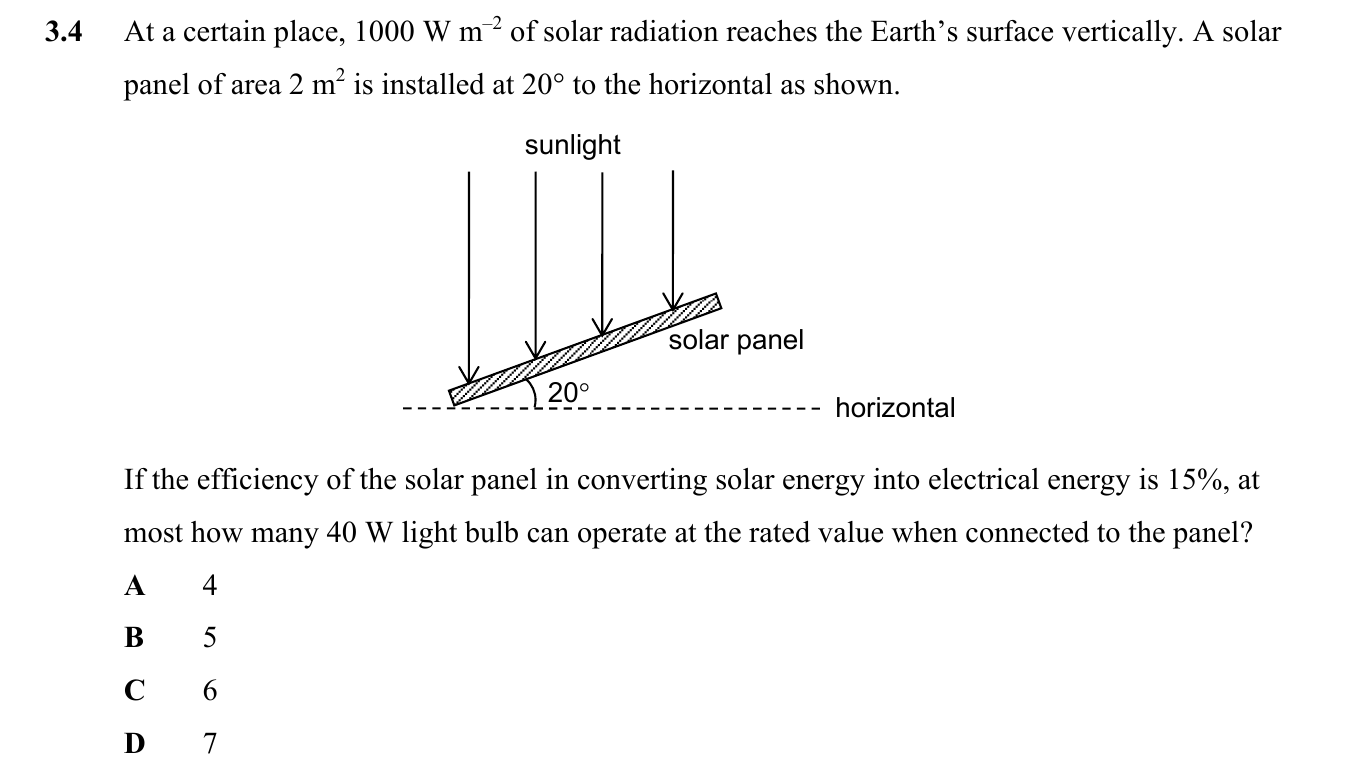 3.4 At a certain place, 1000 W m⁻² of solar radiation reaches the Earth’s surface vertically. A solar
panel of area 2 m² is installed at 20° to the horizontal as shown.
sunlight
solar panel
20°
horizontal
If the efficiency of the solar panel in converting solar energy into electrical energy is 15%, at
most how many 40 W light bulb can operate at the rated value when connected to the panel?
A 4
B 5
C 6
D 7